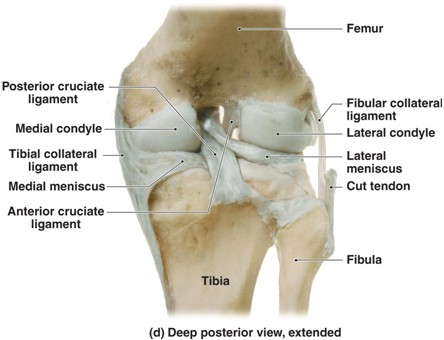 Femur
Posterior cruciate
ligament
Medial condyle
Tibial collateral
ligament
Medial meniscus
Anterior cruciate
ligament
Fibular collateral
ligament
Lateral condyle
Lateral
meniscus
Cut tendon
Fibula
Tibia
(d) Deep posterior view, extended